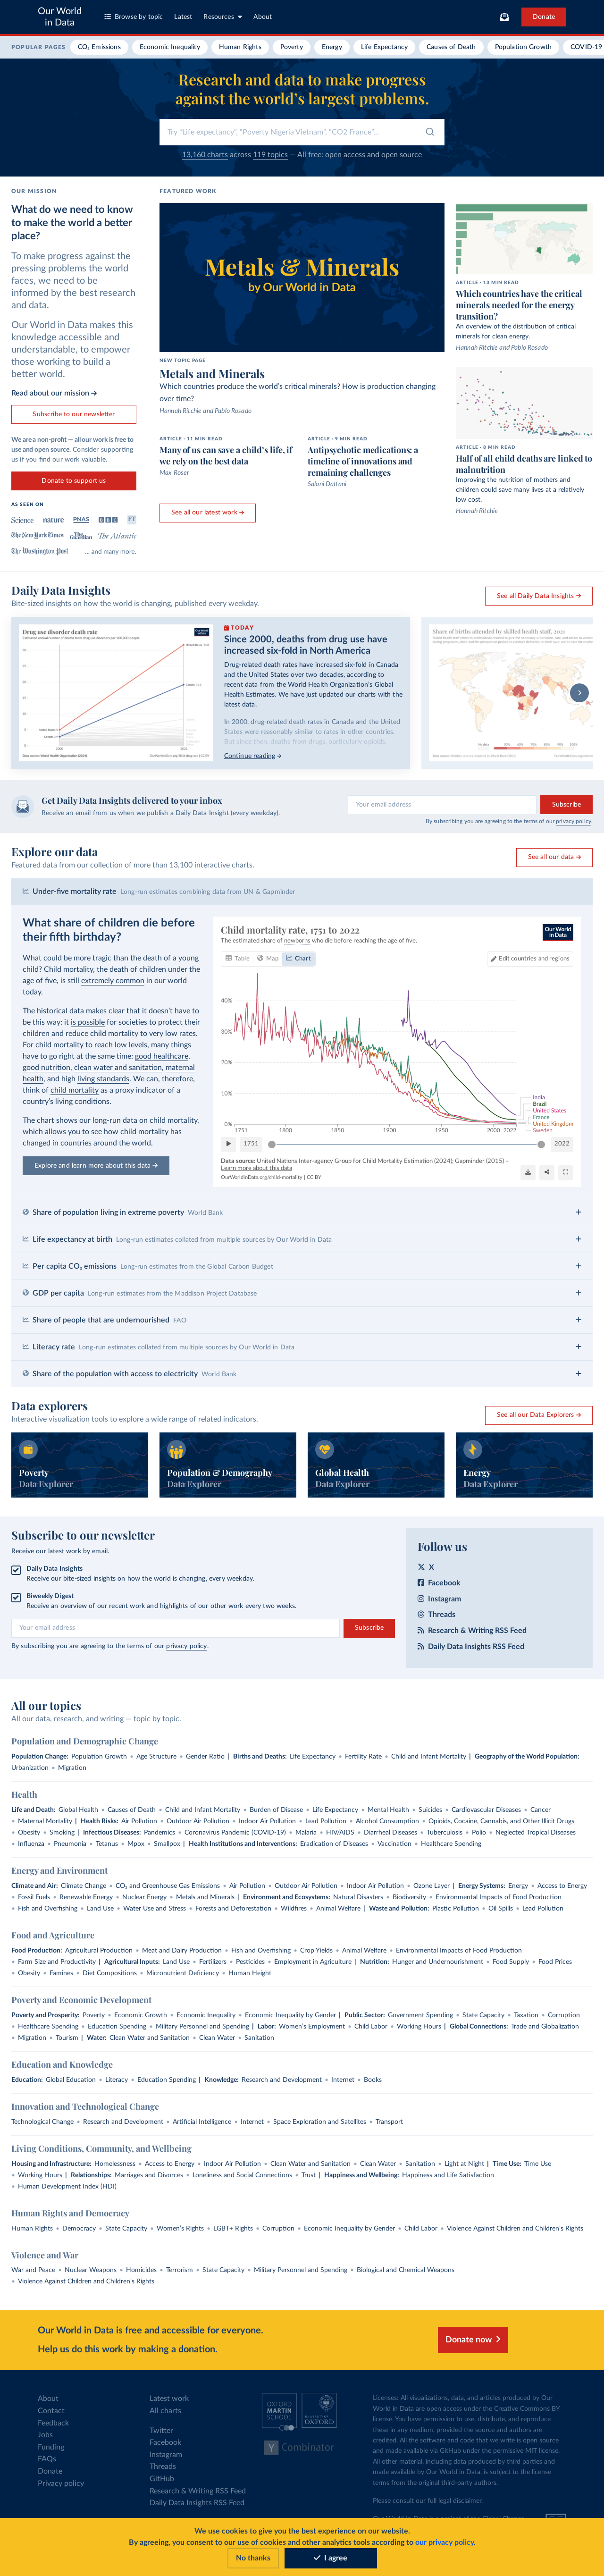 Our World
in Data
Browse by topic
Latest
Resources
About
Donate
POPULAR PAGES
CO₂ Emissions
Economic Inequality
Human Rights
Poverty
Energy
Life Expectancy
Causes of Death
Population Growth
COVID-19
Research and data to make progress
against the world's largest problems.
Try "Life expectancy", "Poverty Nigeria Vietnam", "CO2 France"...
13,160 charts across 119 topics — All free: open access and open source
OUR MISSION
What do we need to know
to make the world a better
place?
To make progress against the
pressing problems the world
faces, we need to be
informed by the best research
and data.
Our World in Data makes this
knowledge accessible and
understandable, to empower
those working to build a
better world.
Read about our mission →
Subscribe to our newsletter
We are a non-profit — all our work is free to
use and open source. Consider supporting
us if you find our work valuable.
Donate to support us
AS SEEN ON
Science nature PNAS BBC FT
The New York Times The Guardian The Atlantic
The Washington Post ... and many more.
FEATURED WORK
Metals & Minerals
by Our World in Data
NEW TOPIC PAGE
Metals and Minerals
Which countries produce the world's critical minerals? How is production changing
over time?
Hannah Ritchie and Pablo Rosado
ARTICLE · 11 MIN READ
Many of us can save a child's life, if
we rely on the best data
Max Roser
ARTICLE · 9 MIN READ
Antipsychotic medications: a
timeline of innovations and
remaining challenges
Saloni Dattani
See all our latest work →
ARTICLE · 13 MIN READ
Which countries have the critical
minerals needed for the energy
transition?
An overview of the distribution of critical
minerals for clean energy.
Hannah Ritchie and Pablo Rosado
ARTICLE · 8 MIN READ
Half of all child deaths are linked to
malnutrition
Improving the nutrition of mothers and
children could save many lives at a relatively
low cost.
Hannah Ritchie
Daily Data Insights
Bite-sized insights on how the world is changing, published every weekday.
See all Daily Data Insights →
Drug use disorder death rate
TODAY
Since 2000, deaths from drug use have
increased six-fold in North America
Drug-related death rates have increased six-fold in Canada
and the United States over two decades, according to
recent data from the World Health Organization's Global
Health Estimates. We have just updated our charts with the
latest data.
In 2000, drug-related death rates in Canada and the United
States were reasonably similar to rates in other countries.
But since then, deaths from drugs, particularly opioids,
Continue reading →
Share of births attended by skilled health staff, 2021
Get Daily Data Insights delivered to your inbox
Receive an email from us when we publish a Daily Data Insight (every weekday).
Your email address
Subscribe
By subscribing you are agreeing to the terms of our privacy policy.
Explore our data
Featured data from our collection of more than 13,100 interactive charts.
See all our data →
Under-five mortality rate Long-run estimates combining data from UN & Gapminder
What share of children die before
their fifth birthday?
What could be more tragic than the death of a young
child? Child mortality, the death of children under the
age of five, is still extremely common in our world
today.
The historical data makes clear that it doesn't have to
be this way: it is possible for societies to protect their
children and reduce child mortality to very low rates.
For child mortality to reach low levels, many things
have to go right at the same time: good healthcare,
good nutrition, clean water and sanitation, maternal
health, and high living standards. We can, therefore,
think of child mortality as a proxy indicator of a
country's living conditions.
The chart shows our long-run data on child mortality,
which allows you to see how child mortality has
changed in countries around the world.
Explore and learn more about this data →
Child mortality rate, 1751 to 2022
The estimated share of newborns who die before reaching the age of five.
Our World
in Data
Table
Map
Chart
Edit countries and regions
40%
30%
20%
10%
0%
1751 1800 1850 1900 1950 2000 2022
India
Brazil
United States
France
United Kingdom
Sweden
1751
2022
Data source: United Nations Inter-agency Group for Child Mortality Estimation (2024); Gapminder (2015) –
Learn more about this data
OurWorldinData.org/child-mortality | CC BY
Share of population living in extreme poverty World Bank +
Life expectancy at birth Long-run estimates collated from multiple sources by Our World in Data +
Per capita CO₂ emissions Long-run estimates from the Global Carbon Budget +
GDP per capita Long-run estimates from the Maddison Project Database +
Share of people that are undernourished FAO +
Literacy rate Long-run estimates collated from multiple sources by Our World in Data +
Share of the population with access to electricity World Bank +
Data explorers
Interactive visualization tools to explore a wide range of related indicators.
See all our Data Explorers →
Poverty
Data Explorer
Population & Demography
Data Explorer
Global Health
Data Explorer
Energy
Data Explorer
Subscribe to our newsletter
Receive our latest work by email.
Daily Data Insights
Receive our bite-sized insights on how the world is changing, every weekday.
Biweekly Digest
Receive an overview of our recent work and highlights of our other work every two weeks.
Your email address
Subscribe
By subscribing you are agreeing to the terms of our privacy policy.
Follow us
X
Facebook
Instagram
Threads
Research & Writing RSS Feed
Daily Data Insights RSS Feed
All our topics
All our data, research, and writing — topic by topic.
Population and Demographic Change
Population Change: Population Growth • Age Structure • Gender Ratio | Births and Deaths: Life Expectancy • Fertility Rate • Child and Infant Mortality | Geography of the World Population:
Urbanization • Migration
Health
Life and Death: Global Health • Causes of Death • Child and Infant Mortality • Burden of Disease • Life Expectancy • Mental Health • Suicides • Cardiovascular Diseases • Cancer
• Maternal Mortality | Health Risks: Air Pollution • Outdoor Air Pollution • Indoor Air Pollution • Lead Pollution • Alcohol Consumption • Opioids, Cocaine, Cannabis, and Other Illicit Drugs
• Obesity • Smoking | Infectious Diseases: Pandemics • Coronavirus Pandemic (COVID-19) • Malaria • HIV/AIDS • Diarrheal Diseases • Tuberculosis • Polio • Neglected Tropical Diseases
• Influenza • Pneumonia • Tetanus • Mpox • Smallpox | Health Institutions and Interventions: Eradication of Diseases • Vaccination • Healthcare Spending
Energy and Environment
Climate and Air: Climate Change • CO₂ and Greenhouse Gas Emissions • Air Pollution • Outdoor Air Pollution • Indoor Air Pollution • Ozone Layer | Energy Systems: Energy • Access to Energy
• Fossil Fuels • Renewable Energy • Nuclear Energy • Metals and Minerals | Environment and Ecosystems: Natural Disasters • Biodiversity • Environmental Impacts of Food Production
• Fish and Overfishing • Land Use • Water Use and Stress • Forests and Deforestation • Wildfires • Animal Welfare | Waste and Pollution: Plastic Pollution • Oil Spills • Lead Pollution
Food and Agriculture
Food Production: Agricultural Production • Meat and Dairy Production • Fish and Overfishing • Crop Yields • Animal Welfare • Environmental Impacts of Food Production
• Farm Size and Productivity | Agricultural Inputs: Land Use • Fertilizers • Pesticides • Employment in Agriculture | Nutrition: Hunger and Undernourishment • Food Supply • Food Prices
• Obesity • Famines • Diet Compositions • Micronutrient Deficiency • Human Height
Poverty and Economic Development
Poverty and Prosperity: Poverty • Economic Growth • Economic Inequality • Economic Inequality by Gender | Public Sector: Government Spending • State Capacity • Taxation • Corruption
• Healthcare Spending • Education Spending • Military Personnel and Spending | Labor: Women's Employment • Child Labor • Working Hours | Global Connections: Trade and Globalization
• Migration • Tourism | Water: Clean Water and Sanitation • Clean Water • Sanitation
Education and Knowledge
Education: Global Education • Literacy • Education Spending | Knowledge: Research and Development • Internet • Books
Innovation and Technological Change
Technological Change • Research and Development • Artificial Intelligence • Internet • Space Exploration and Satellites • Transport
Living Conditions, Community, and Wellbeing
Housing and Infrastructure: Homelessness • Access to Energy • Indoor Air Pollution • Clean Water and Sanitation • Clean Water • Sanitation • Light at Night | Time Use: Time Use
• Working Hours | Relationships: Marriages and Divorces • Loneliness and Social Connections • Trust | Happiness and Wellbeing: Happiness and Life Satisfaction
• Human Development Index (HDI)
Human Rights and Democracy
Human Rights • Democracy • State Capacity • Women's Rights • LGBT+ Rights • Corruption • Economic Inequality by Gender • Child Labor • Violence Against Children and Children's Rights
Violence and War
War and Peace • Nuclear Weapons • Homicides • Terrorism • State Capacity • Military Personnel and Spending • Biological and Chemical Weapons
• Violence Against Children and Children's Rights
Our World in Data is free and accessible for everyone.
Help us do this work by making a donation.
Donate now
About
Contact
Feedback
Jobs
Funding
FAQs
Donate
Privacy policy
Latest work
All charts
Twitter
Facebook
Instagram
Threads
GitHub
Research & Writing RSS Feed
Daily Data Insights RSS Feed
OXFORD
MARTIN
SCHOOL
UNIVERSITY OF
OXFORD
Y Combinator
Licenses: All visualizations, data, and articles produced by Our
World in Data are open access under the Creative Commons BY
license. You have permission to use, distribute, and reproduce
these in any medium, provided the source and authors are
credited. All the software and code that we write is open source
and made available via GitHub under the permissive MIT license.
All other material, including data produced by third parties and
made available by Our World in Data, is subject to the license
terms from the original third-party authors.
Please consult our full legal disclaimer.
We use cookies to give you the best experience on our website.
By agreeing, you consent to our use of cookies and other analytics tools according to our privacy policy.
No thanks
I agree